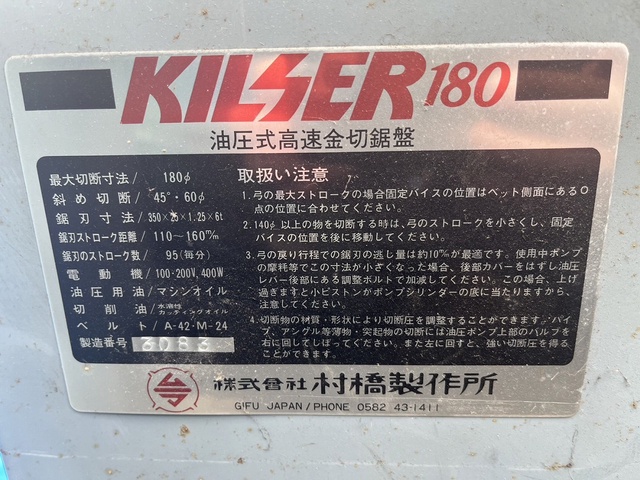 KILSER 180
油圧式高速金切鋸盤
最大切断寸法/ 180φ
斜め切断/ 45°・60φ
鋸刃寸法/350×25×1.25×6t
鋸刃ストローク距離/ 110〜160m/m
鋸刃ストローク数/ 95(毎分)
電動機/100・200V,400W
油圧用油/マシンオイル
切削油/水溶性カッティングオイル
ベルト/A-42・M-24
製造番号 3083
取扱い注意
1.弓の最大ストロークの場合固定バイスの位置はベット側面にある○
点の位置に合わせてください。
2.140φ以上の物を切断する時は、弓のストロークを小さくし、固定
バイスの位置を後に移動してください。
3.弓の戻り行程での鋸刃の逃し量は約10%が最適です。使用中ポンプ
の摩耗等でこの寸法が小さくなった場合、後部カバーをはずし油圧
レバー後部にある調整ボルトで加減してください。この場合、上げ
過ぎますと小ピストンがポンプシリンダーの底に当たりますから、
注意してください。
4.切断物の材質・形状により切断圧を調整することができます。パイ
プ、アングル等薄物・突起物の切断には油圧ポンプ上部のバルブを
右に回してしぼってください。また左に回すと、強い切断圧を得る
ことができます。
株式会社 村橋製作所
GIFU JAPAN/PHONE 0582 43-1411